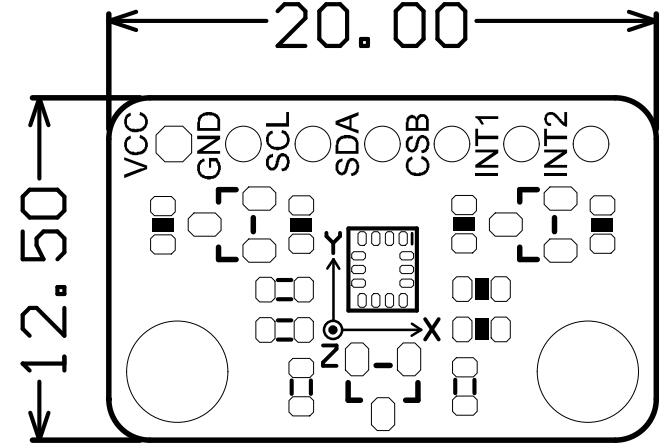 20.00
VCC GND SCL SDA CSB INT1 INT2
12.50
Y
X
Z